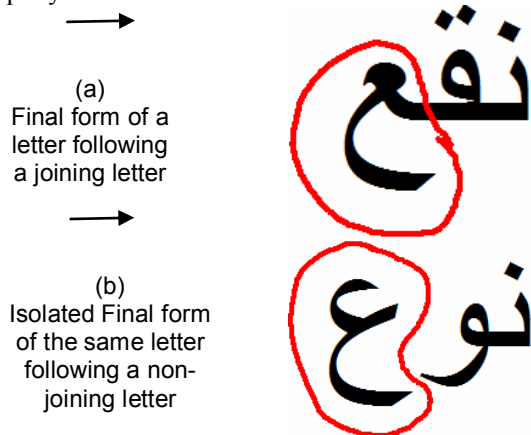 نقع
(a)
Final form of a
letter following
a joining letter
نوع
(b)
Isolated Final form
of the same letter
following a non-
joining letter